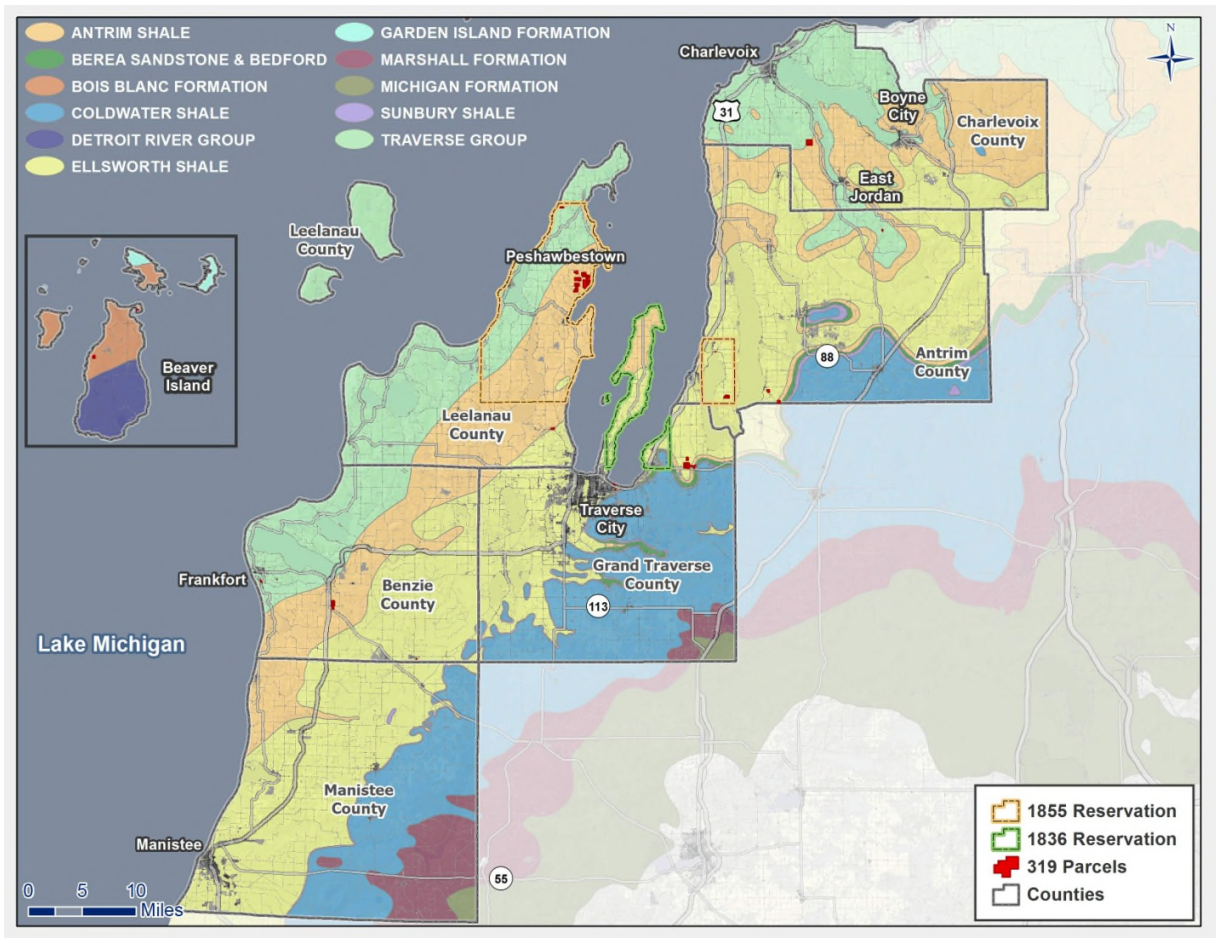 ANTRIM SHALE
BEREA SANDSTONE & BEDFORD
BOIS BLANC FORMATION
COLDWATER SHALE
DETROIT RIVER GROUP
ELLSWORTH SHALE
GARDEN ISLAND FORMATION
MARSHALL FORMATION
MICHIGAN FORMATION
SUNBURY SHALE
TRAVERSE GROUP
N
Charlevoix
31
Boyne
City
Charlevoix
County
East
Jordan
Leelanau
County
Peshawbestown
Beaver
Island
88
Antrim
County
Leelanau
County
Traverse
City
Frankfort
Benzie
County
Grand Traverse
County
113
Lake Michigan
Manistee
County
Manistee
55
0 5 10
Miles
1855 Reservation
1836 Reservation
319 Parcels
Counties